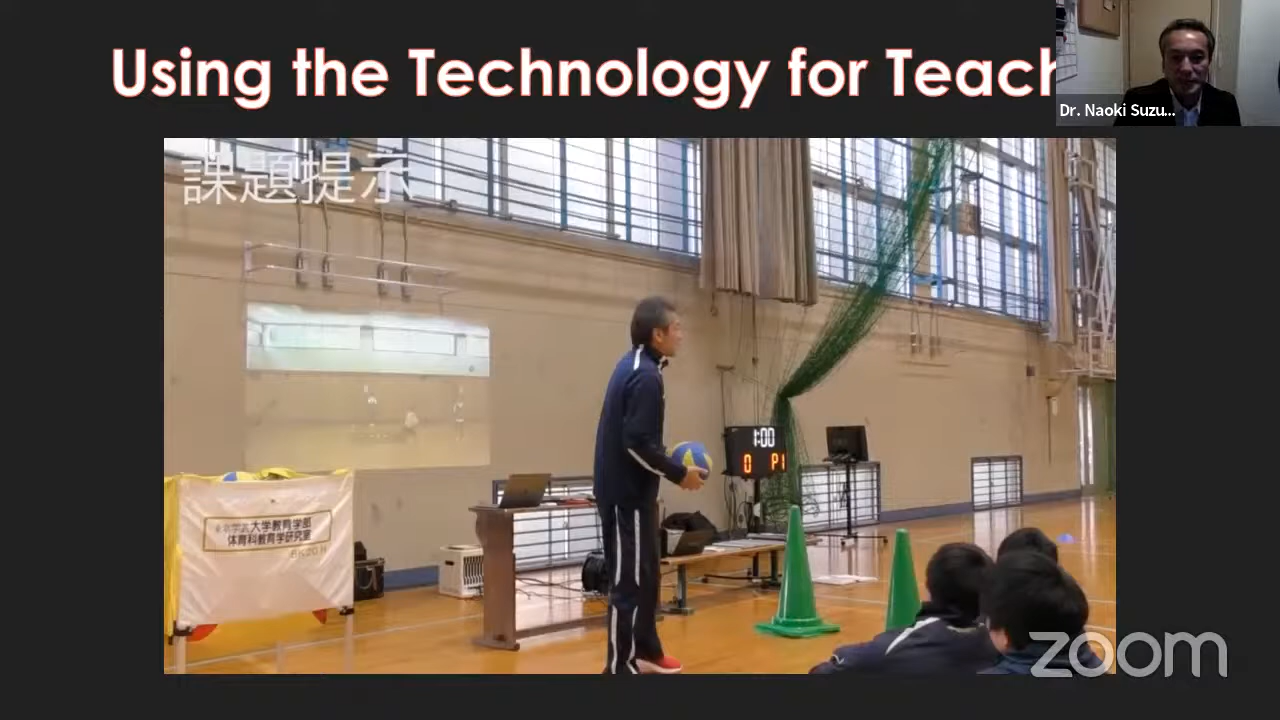 Using the Technology for Teach
Dr. Naoki Suzu...
課題提示
1:00
0 P1
大学教育学部
体育科教育学研究室
zoom